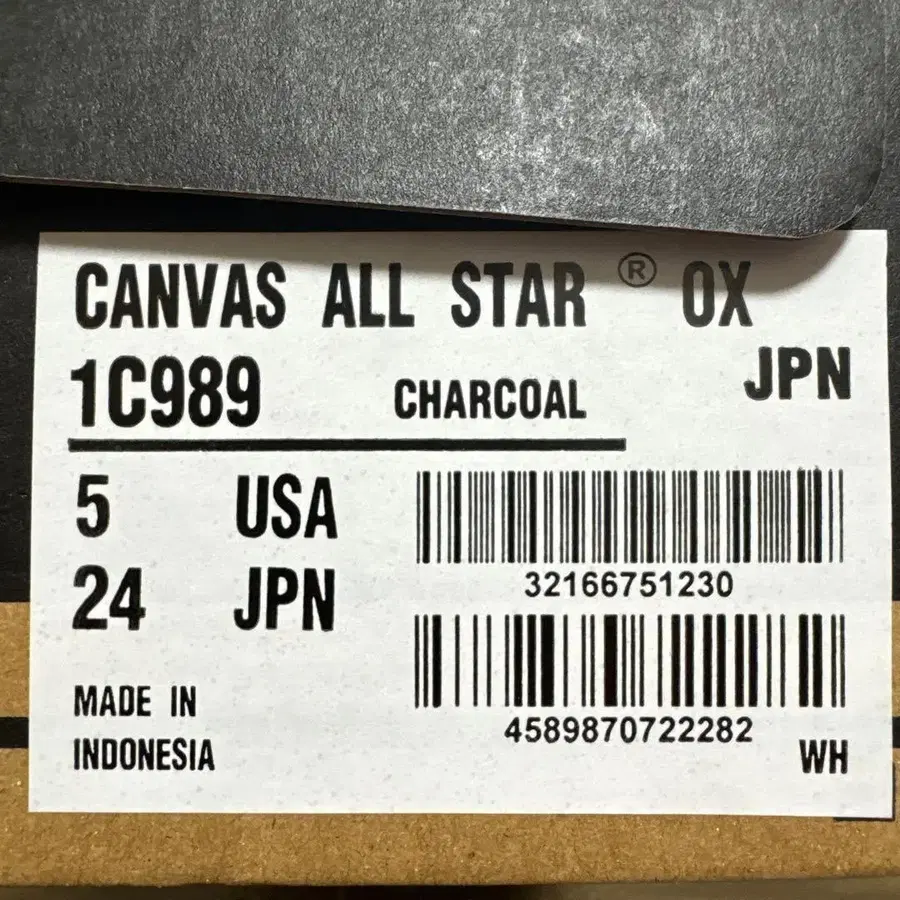 CANVAS ALL STAR ® OX
1C989 CHARCOAL JPN
5 USA
24 JPN
32166751230
4589870722282
MADE IN
INDONESIA
WH